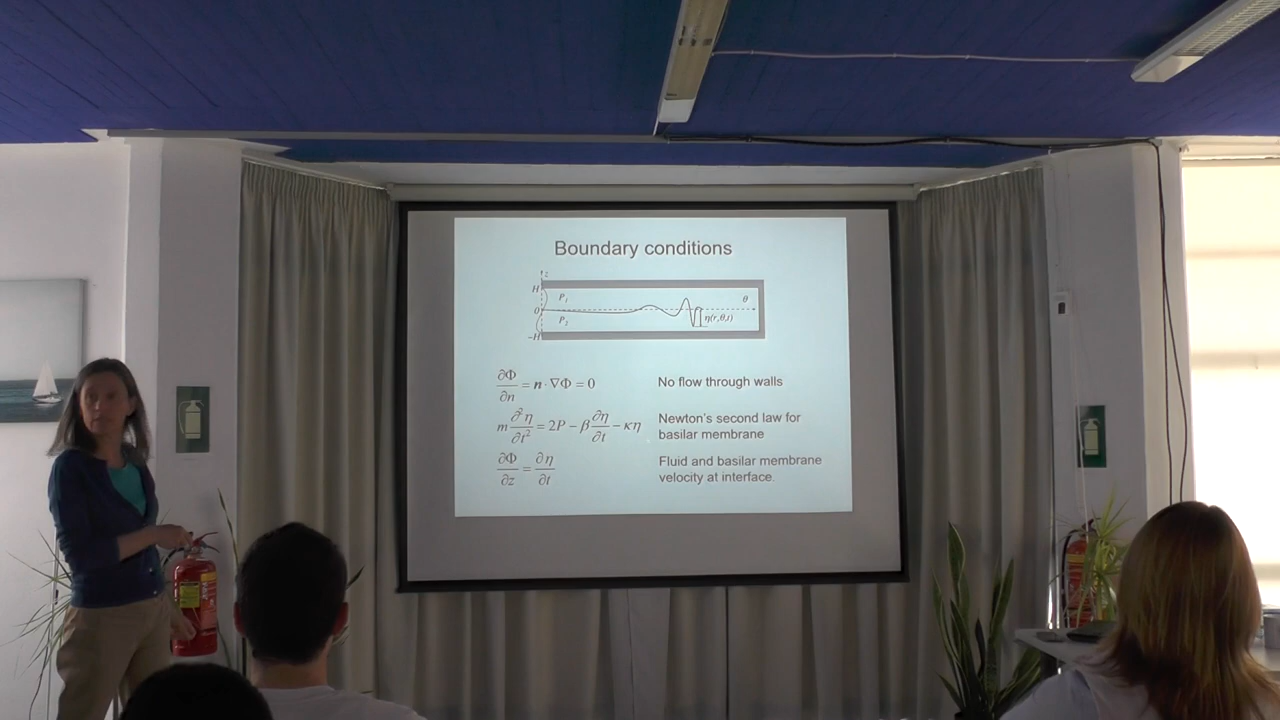 Boundary conditions
z
H
P₁
θ
0
P₂
η(r,θ,t)
-H
∂Φ/∂n = n · ∇Φ = 0
No flow through walls
m ∂²η/∂t² = 2P − β ∂η/∂t − κη
Newton's second law for
basilar membrane
∂Φ/∂z = ∂η/∂t
Fluid and basilar membrane
velocity at interface.